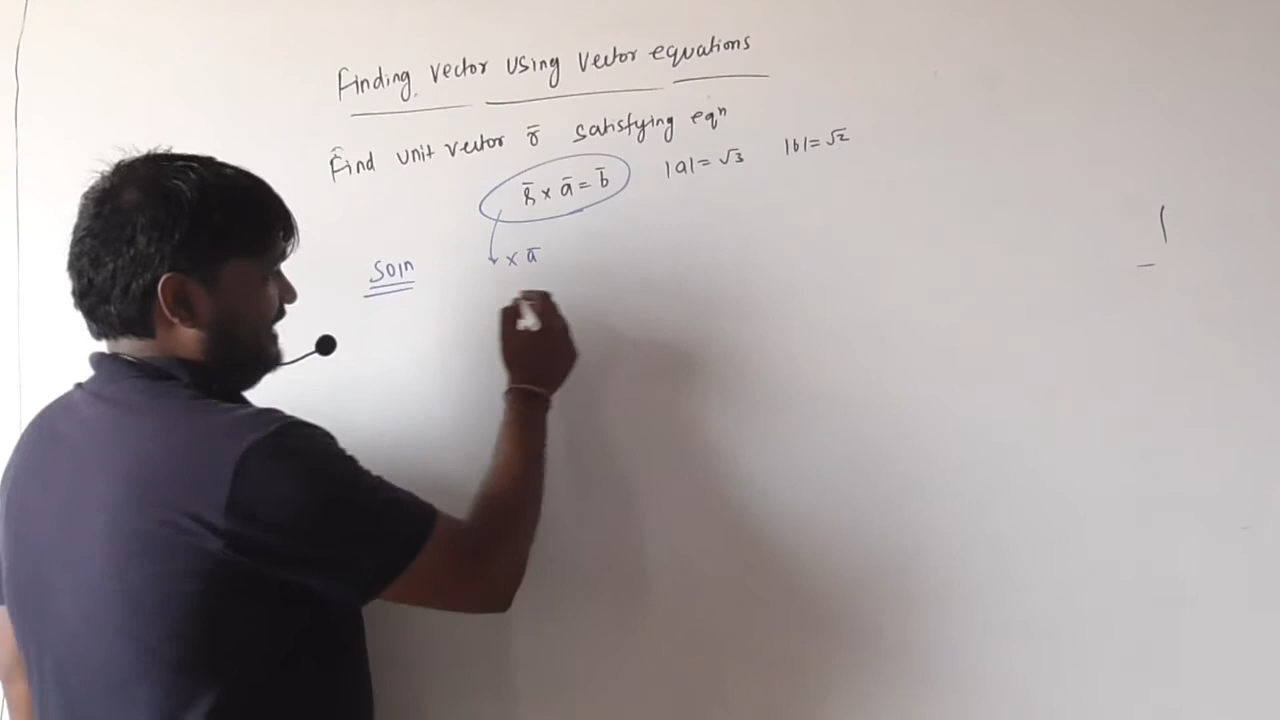 Finding vector using vector equations
Find unit vector r̄ satisfying eqⁿ
r̄ × ā = b̄ |a| = √3 |b| = √2
Soln × ā